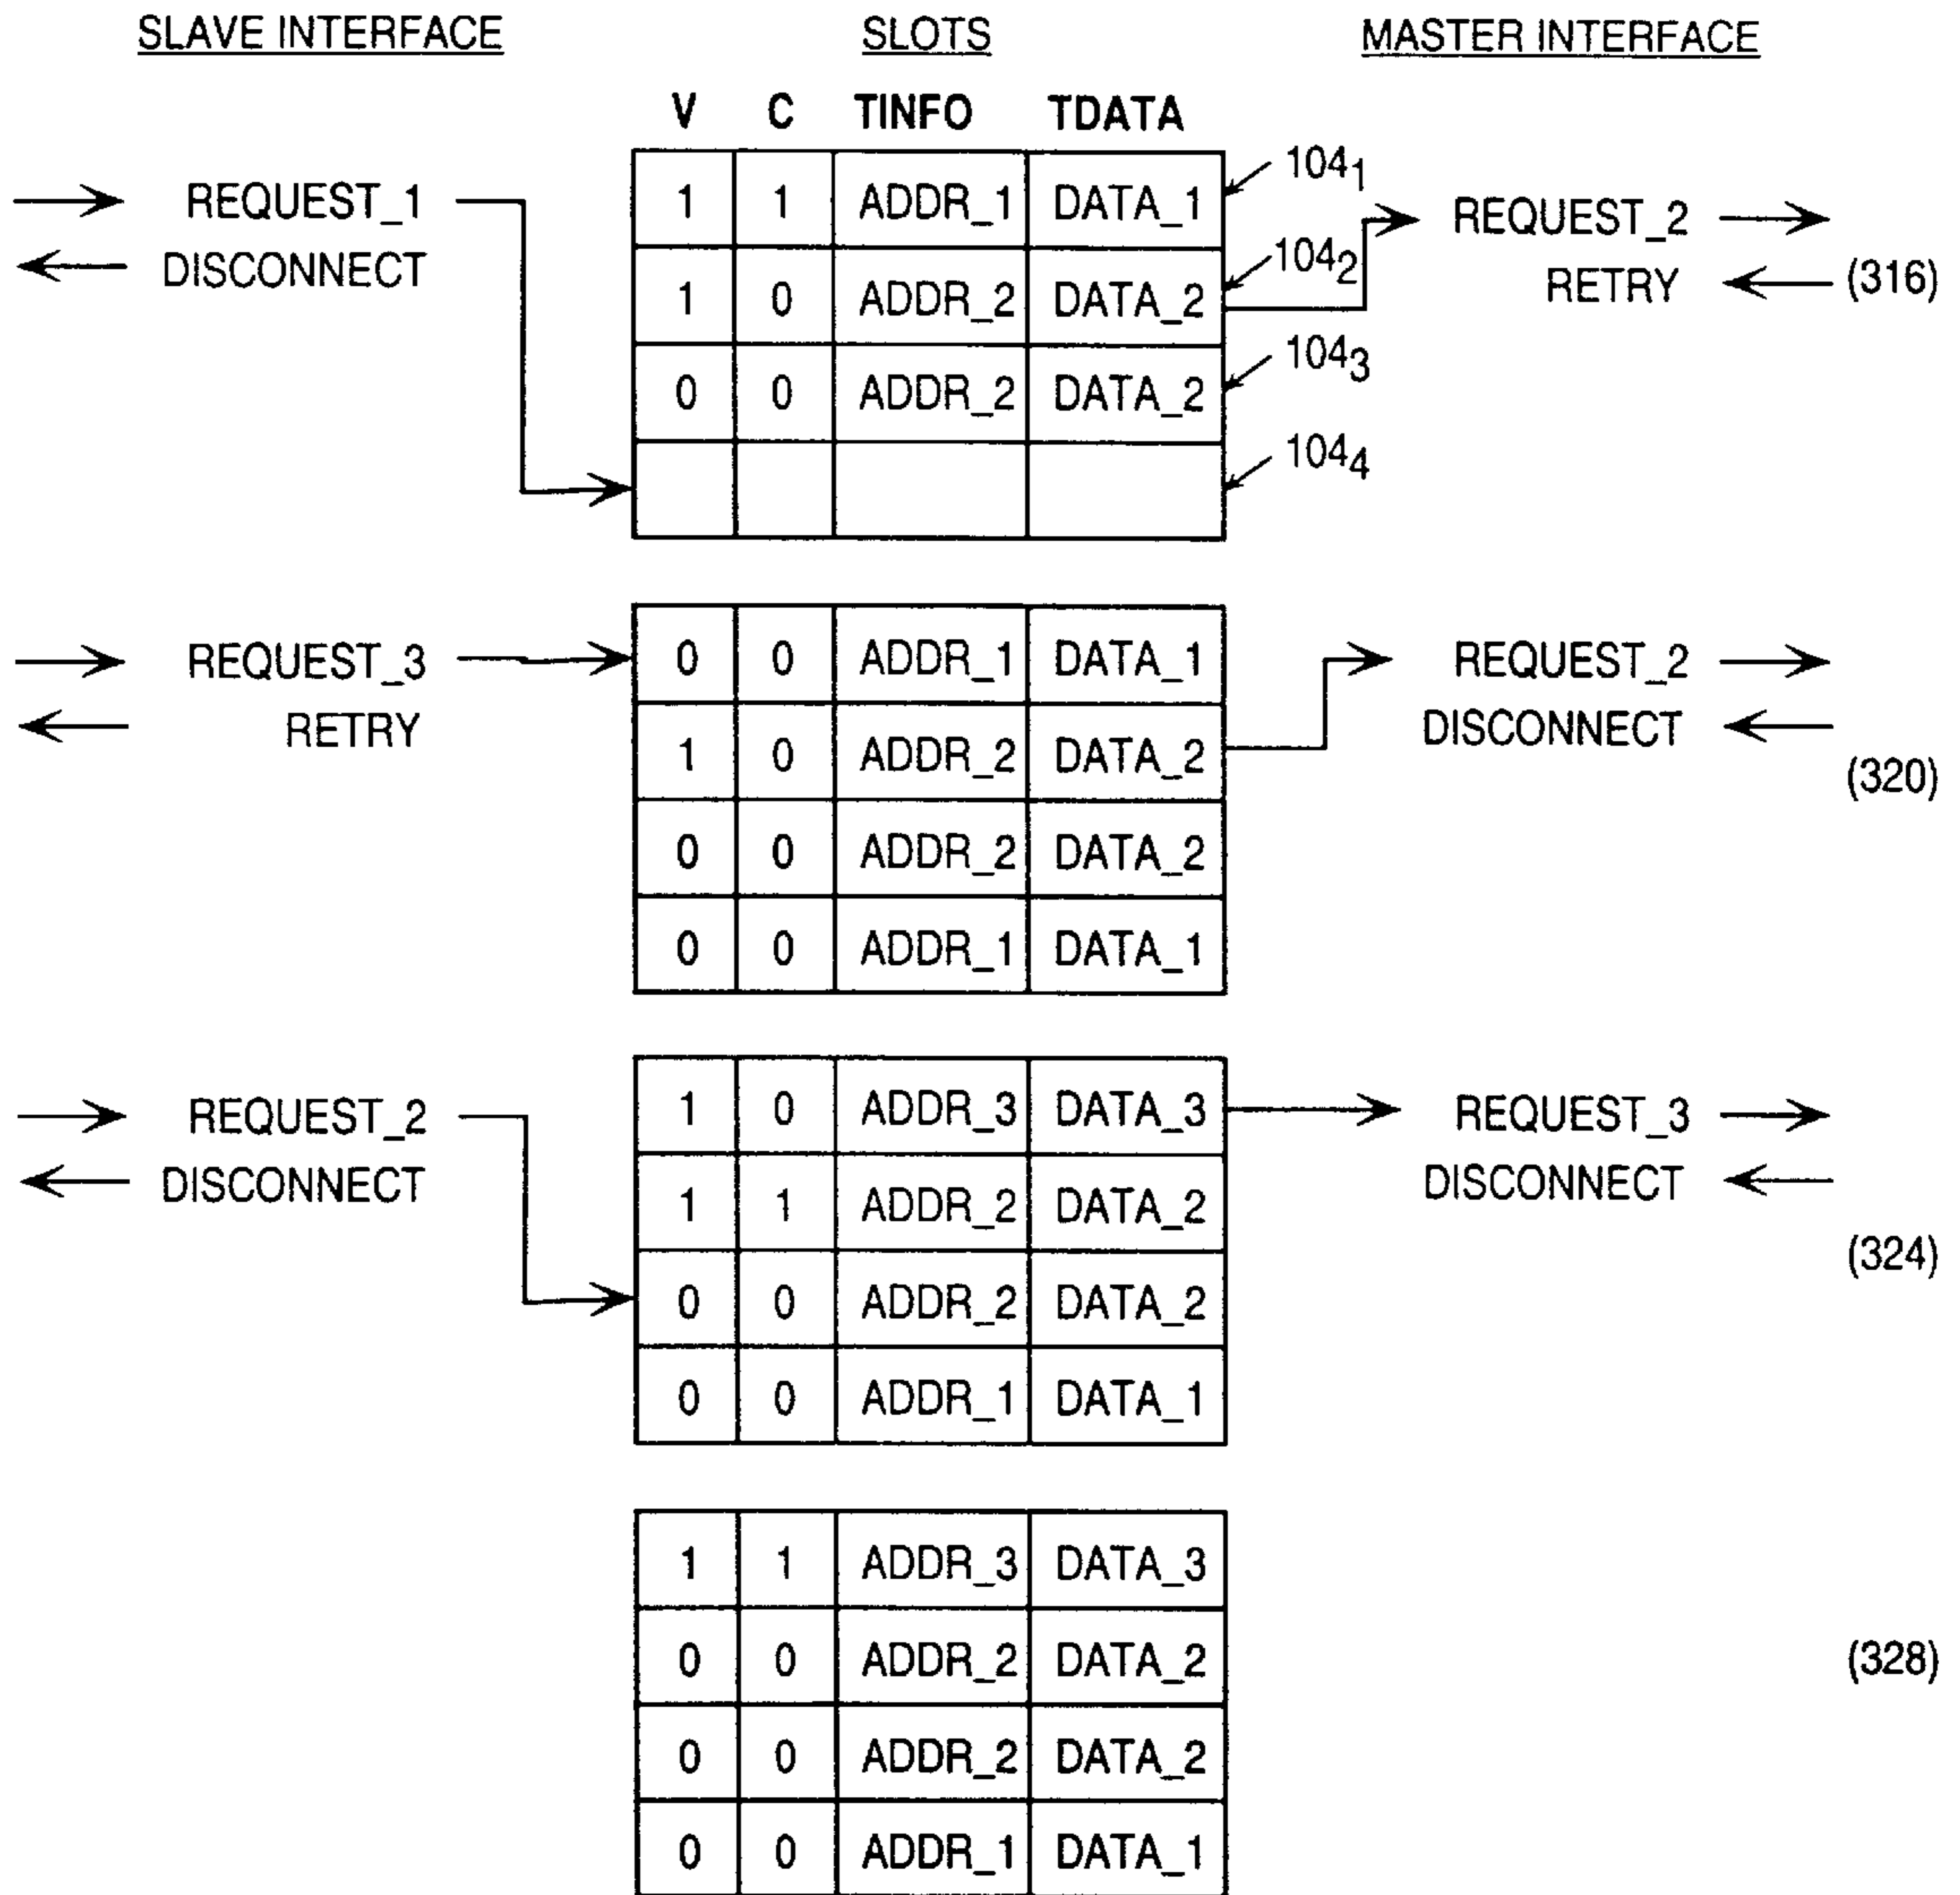 SLAVE INTERFACE SLOTS MASTER INTERFACE
V C TINFO TDATA
REQUEST_1 1 1 ADDR_1 DATA_1 104₁ REQUEST_2
DISCONNECT 1 0 ADDR_2 DATA_2 104₂ RETRY (316)
0 0 ADDR_2 DATA_2 104₃
104₄
REQUEST_3 0 0 ADDR_1 DATA_1 REQUEST_2
RETRY 1 0 ADDR_2 DATA_2 DISCONNECT
(320)
0 0 ADDR_2 DATA_2
0 0 ADDR_1 DATA_1
REQUEST_2 1 0 ADDR_3 DATA_3 REQUEST_3
DISCONNECT 1 1 ADDR_2 DATA_2 DISCONNECT
(324)
0 0 ADDR_2 DATA_2
0 0 ADDR_1 DATA_1
1 1 ADDR_3 DATA_3
0 0 ADDR_2 DATA_2 (328)
0 0 ADDR_2 DATA_2
0 0 ADDR_1 DATA_1